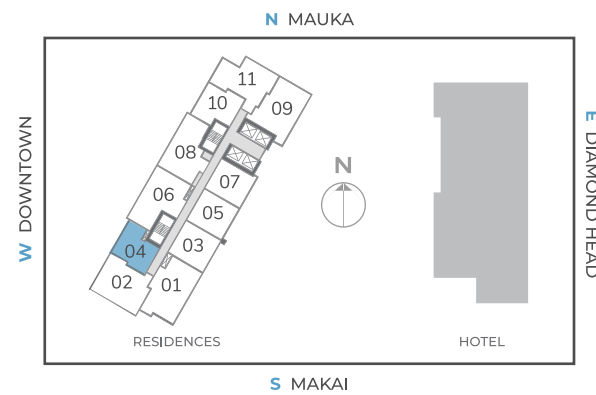 N MAUKA
11
09
10
08
07
06
05
04
03
02
01
N
W DOWNTOWN
E DIAMOND HEAD
RESIDENCES
HOTEL
S MAKAI